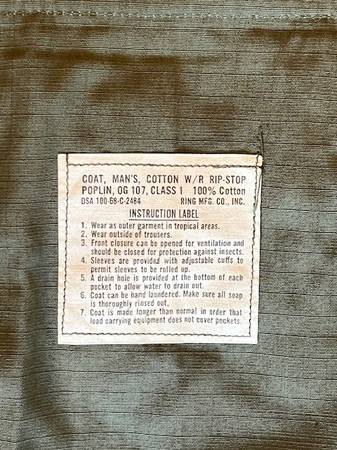 COAT, MAN'S, COTTON W/R RIP-STOP
POPLIN, OG 107, CLASS I 100% Cotton
DSA 100-68-C-2484 RING MFG. CO., INC.
INSTRUCTION LABEL
1. Wear as outer garment in tropical areas.
2. Wear outside of trousers.
3. Front closure can be opened for ventilation and
should be closed for protection against insects.
4. Sleeves are provided with adjustable cuffs to
permit sleeves to be rolled up.
5. A drain hole is provided at the bottom of each
pocket to allow water to drain out.
6. Coat can be hand laundered. Make sure all soap
is thoroughly rinsed out.
7. Coat is made longer than normal in order that
load carrying equipment does not cover pockets.